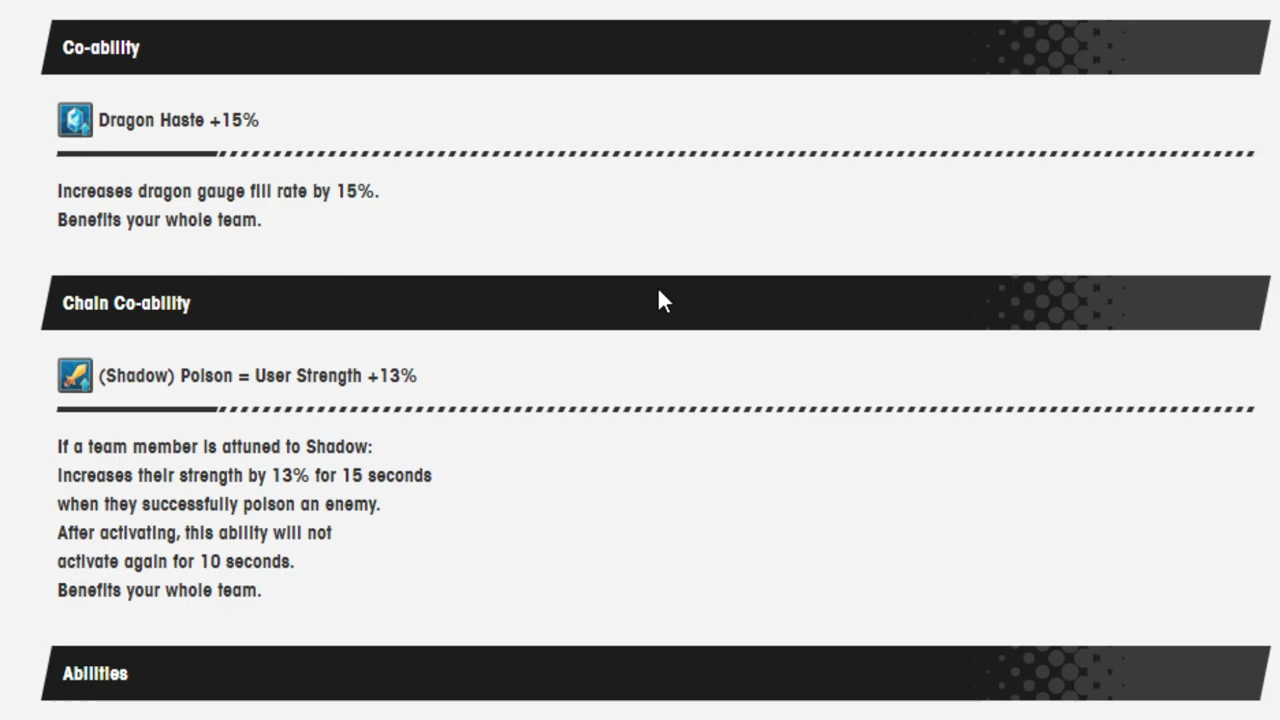 Co-ability
Dragon Haste +15%
Increases dragon gauge fill rate by 15%.
Benefits your whole team.
Chain Co-ability
(Shadow) Poison = User Strength +13%
If a team member is attuned to Shadow:
Increases their strength by 13% for 15 seconds
when they successfully poison an enemy.
After activating, this ability will not
activate again for 10 seconds.
Benefits your whole team.
Abilities